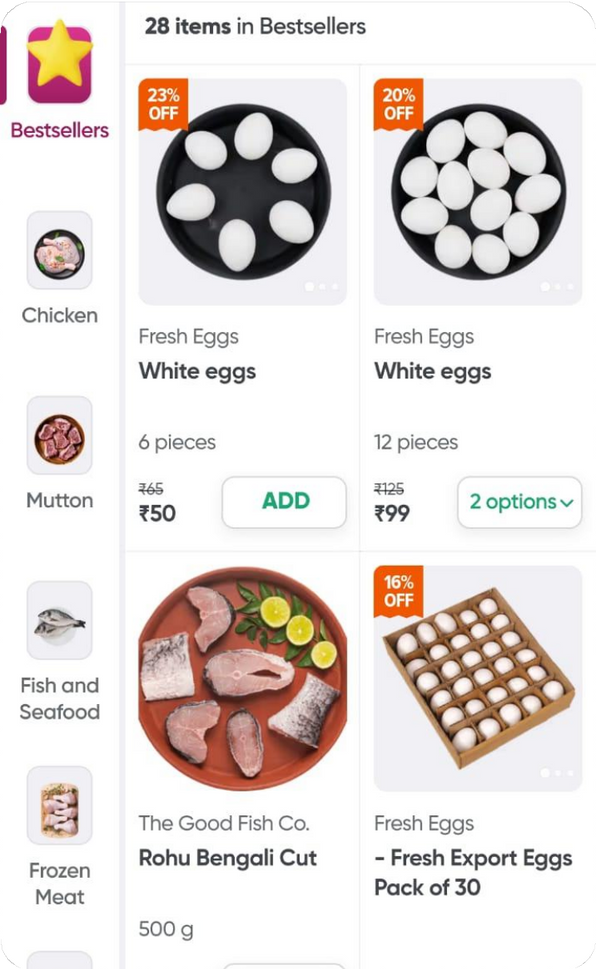 28 items in Bestsellers
Bestsellers
Chicken
Mutton
Fish and
Seafood
Frozen
Meat
23%
OFF
Fresh Eggs
White eggs
6 pieces
₹65
₹50
ADD
20%
OFF
Fresh Eggs
White eggs
12 pieces
₹125
₹99
2 options
The Good Fish Co.
Rohu Bengali Cut
500 g
16%
OFF
Fresh Eggs
- Fresh Export Eggs
Pack of 30